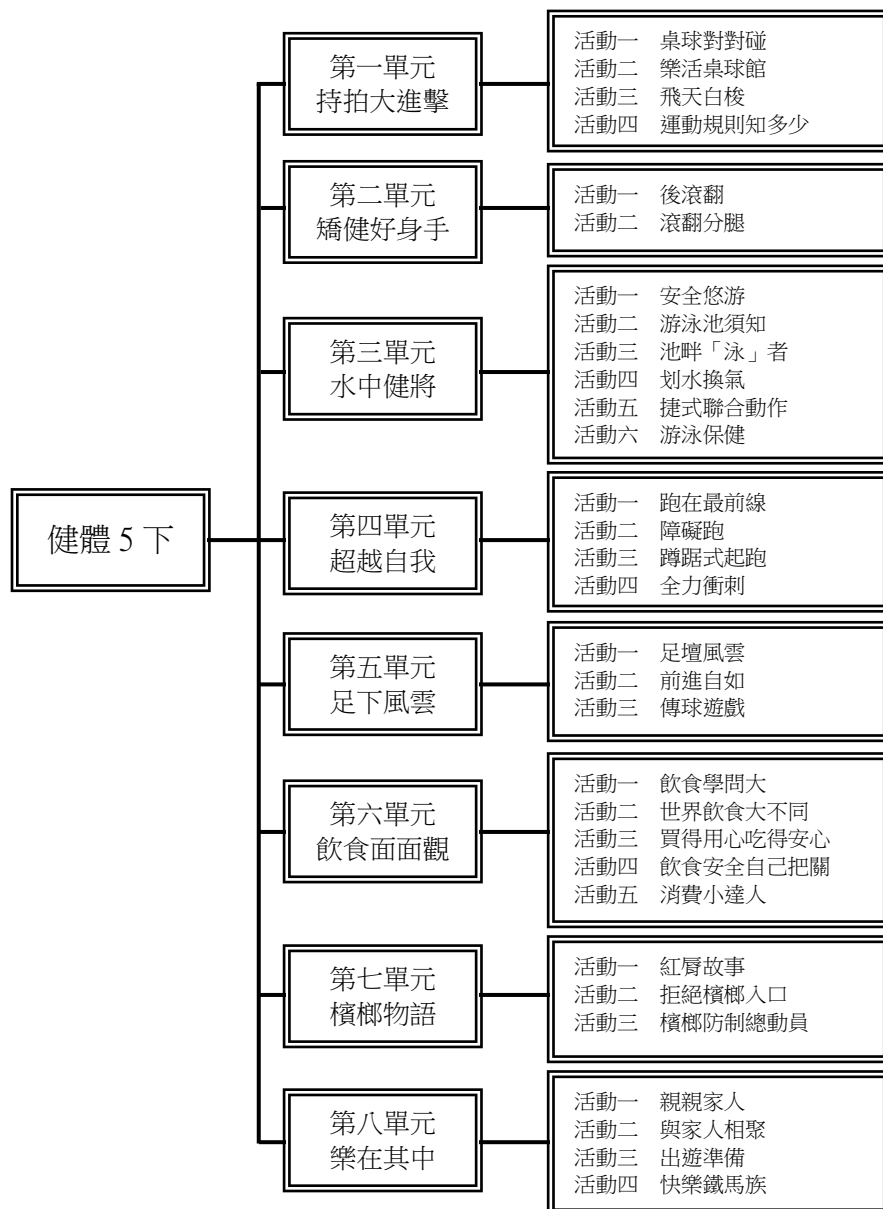 健體 5 下
第一單元
持拍大進擊
活動一　桌球對對碰
活動二　樂活桌球館
活動三　飛天白梭
活動四　運動規則知多少
第二單元
矯健好身手
活動一　後滾翻
活動二　滾翻分腿
第三單元
水中健將
活動一　安全悠游
活動二　游泳池須知
活動三　池畔「泳」者
活動四　划水換氣
活動五　捷式聯合動作
活動六　游泳保健
第四單元
超越自我
活動一　跑在最前線
活動二　障礙跑
活動三　蹲踞式起跑
活動四　全力衝刺
第五單元
足下風雲
活動一　足壇風雲
活動二　前進自如
活動三　傳球遊戲
第六單元
飲食面面觀
活動一　飲食學問大
活動二　世界飲食大不同
活動三　買得用心吃得安心
活動四　飲食安全自己把關
活動五　消費小達人
第七單元
檳榔物語
活動一　紅脣故事
活動二　拒絕檳榔入口
活動三　檳榔防制總動員
第八單元
樂在其中
活動一　親親家人
活動二　與家人相聚
活動三　出遊準備
活動四　快樂鐵馬族